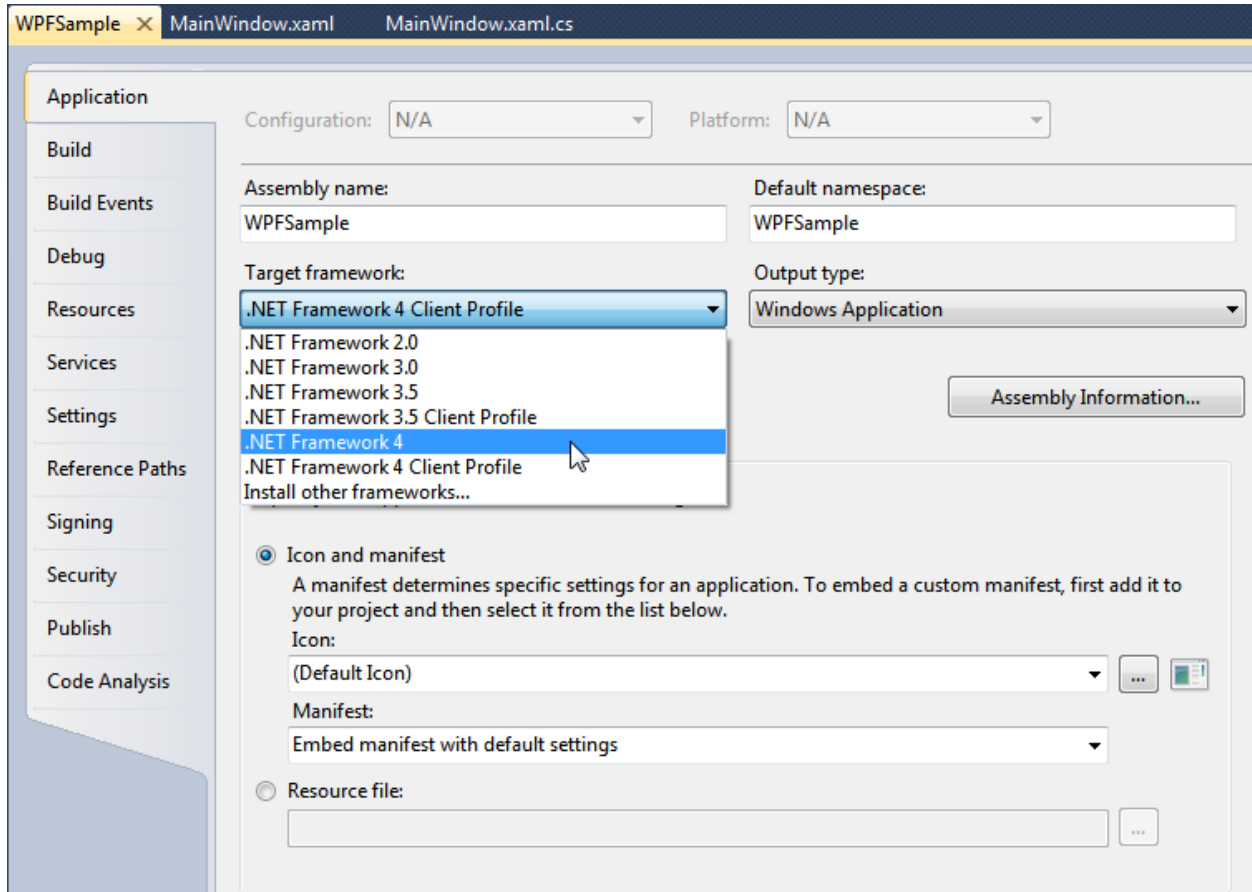 WPFSample
MainWindow.xaml
MainWindow.xaml.cs
Application
Build
Build Events
Debug
Resources
Services
Settings
Reference Paths
Signing
Security
Publish
Code Analysis
Configuration:
N/A
Platform:
N/A
Assembly name:
WPFSample
Default namespace:
WPFSample
Target framework:
.NET Framework 4 Client Profile
.NET Framework 2.0
.NET Framework 3.0
.NET Framework 3.5
.NET Framework 3.5 Client Profile
.NET Framework 4
.NET Framework 4 Client Profile
Install other frameworks...
Output type:
Windows Application
Assembly Information...
Icon and manifest
A manifest determines specific settings for an application. To embed a custom manifest, first add it to
your project and then select it from the list below.
Icon:
(Default Icon)
...
Manifest:
Embed manifest with default settings
Resource file:
...